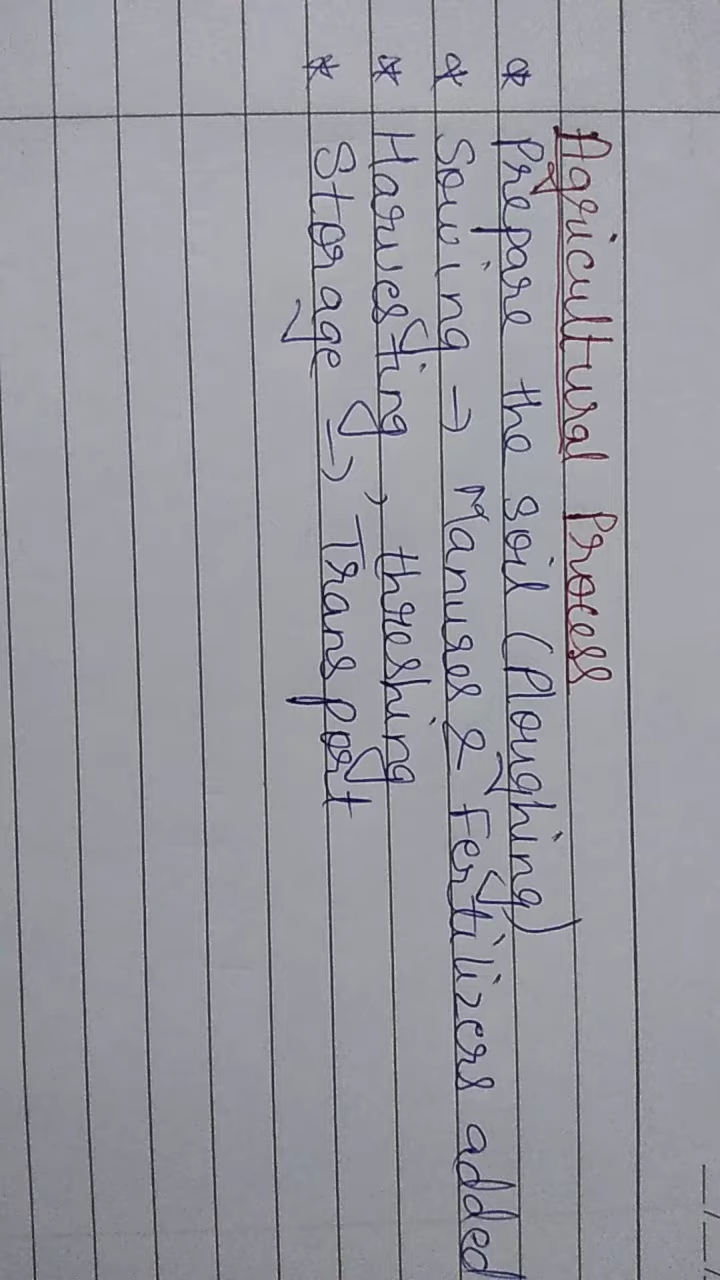 Agricultural Process
* Prepare the soil (Ploughing)
* Sowing → Manures & Fertilizers added
* Harvesting, threshing
* Storage → Transport